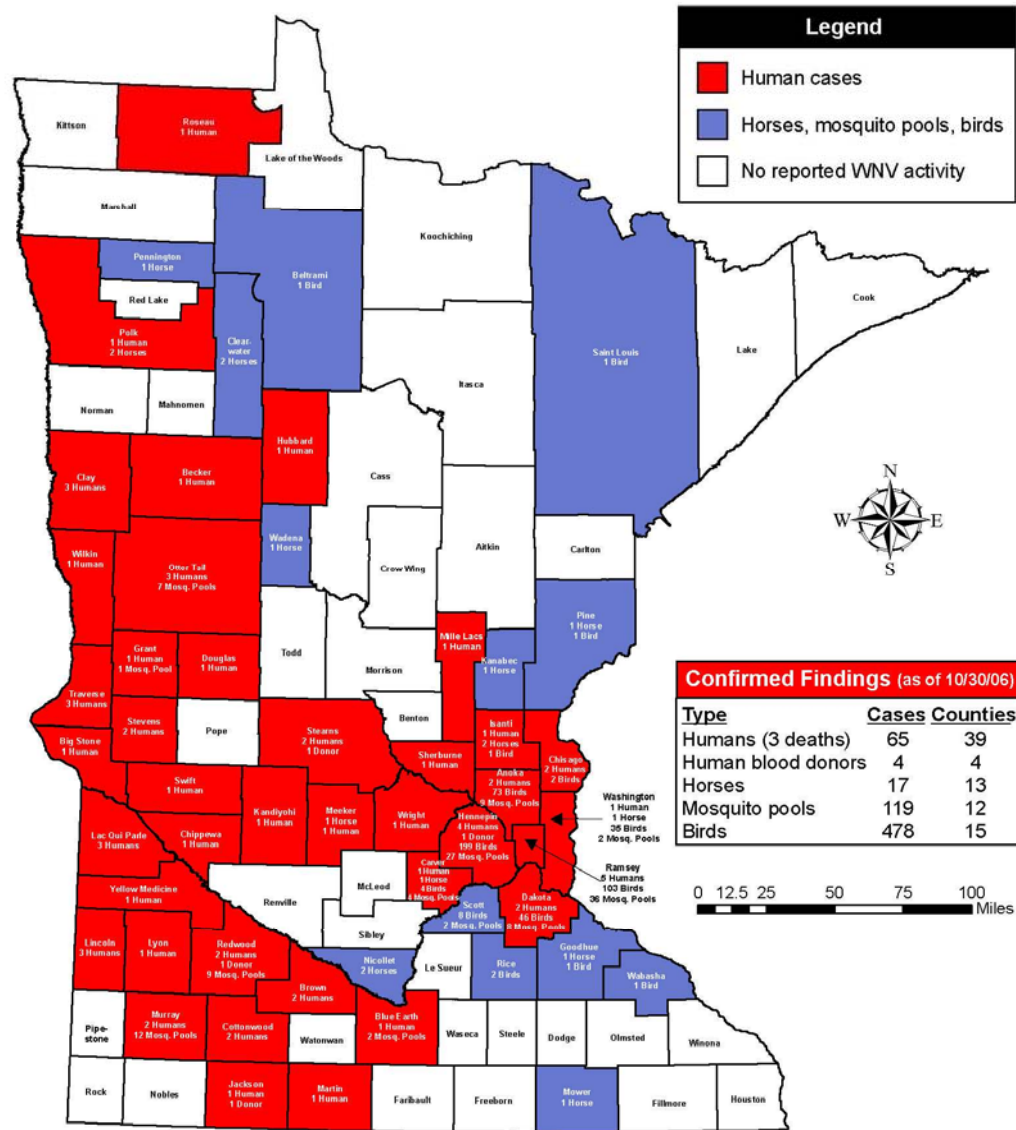 Legend
Human cases
Horses, mosquito pools, birds
No reported WNV activity
Kittson
Roseau
1 Human
Lake of the Woods
Marshall
Koochiching
Pennington
1 Horse
Beltrami
1 Bird
Red Lake
Cook
Polk
1 Human
2 Horses
Clear-
water
2 Horses
Saint Louis
1 Bird
Lake
Itasca
Norman
Mahnomen
Hubbard
1 Human
Cass
Clay
3 Humans
Becker
1 Human
N
W
E
S
Wadena
1 Horse
Wilkin
1 Human
Otter Tail
3 Humans
7 Mosq. Pools
Crow Wing
Aitkin
Carlton
Pine
1 Horse
1 Bird
Grant
1 Human
1 Mosq. Pool
Douglas
1 Human
Todd
Morrison
Mille Lacs
1 Human
Kanabec
1 Horse
Traverse
3 Humans
Stevens
2 Humans
Pope
Stearns
2 Humans
1 Donor
Benton
Isanti
1 Human
2 Horses
1 Bird
Chisago
2 Humans
2 Birds
Big Stone
1 Human
Swift
1 Human
Kandiyohi
1 Human
Meeker
1 Horse
1 Human
Sherburne
1 Human
Wright
1 Human
Anoka
2 Humans
73 Birds
9 Mosq. Pools
Hennepin
4 Humans
1 Donor
199 Birds
27 Mosq. Pools
Washington
1 Human
1 Horse
35 Birds
2 Mosq. Pools
Ramsey
5 Humans
103 Birds
36 Mosq. Pools
Lac Qui Parle
3 Humans
Chippewa
1 Human
Yellow Medicine
1 Human
Renville
McLeod
Carver
1 Human
1 Horse
4 Birds
4 Mosq. Pools
Scott
8 Birds
2 Mosq. Pools
Dakota
2 Humans
46 Birds
8 Mosq. Pools
Sibley
Lincoln
3 Humans
Lyon
1 Human
Redwood
2 Humans
1 Donor
9 Mosq. Pools
Nicollet
2 Horses
Le Sueur
Rice
2 Birds
Goodhue
1 Horse
1 Bird
Wabasha
1 Bird
Brown
2 Humans
Pipe-
stone
Murray
2 Humans
12 Mosq. Pools
Cottonwood
2 Humans
Watonwan
Blue Earth
1 Human
2 Mosq. Pools
Waseca
Steele
Dodge
Olmsted
Winona
Rock
Nobles
Jackson
1 Human
1 Donor
Martin
1 Human
Faribault
Freeborn
Mower
1 Horse
Fillmore
Houston
Confirmed Findings (as of 10/30/06)
Type Cases Counties
Humans (3 deaths) 65 39
Human blood donors 4 4
Horses 17 13
Mosquito pools 119 12
Birds 478 15
0 12.5 25 50 75 100
Miles